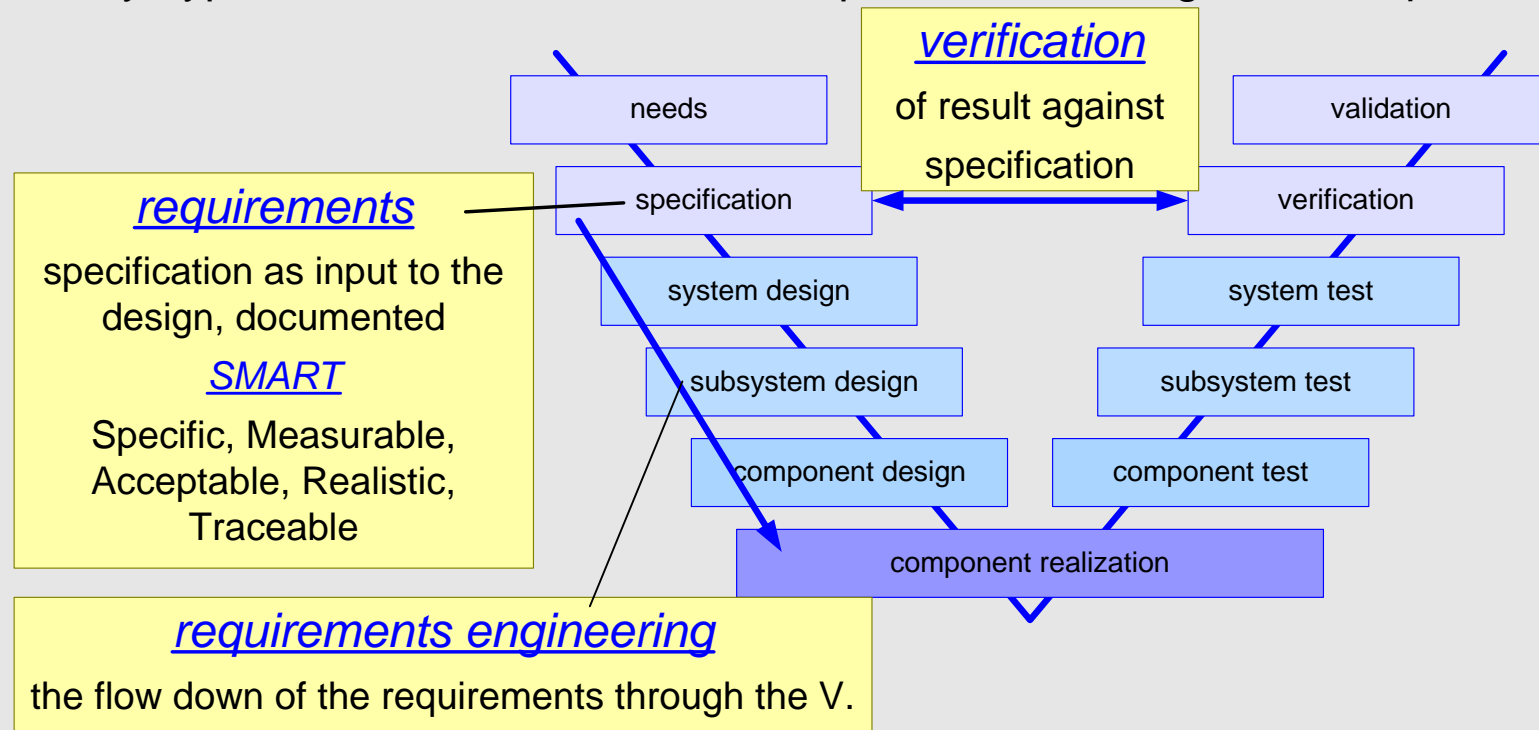 verification
of result against
specification
needs
validation
specification
verification
requirements
specification as input to the
design, documented
SMART
Specific, Measurable,
Acceptable, Realistic,
Traceable
system design
system test
subsystem design
subsystem test
component design
component test
component realization
requirements engineering
the flow down of the requirements through the V.